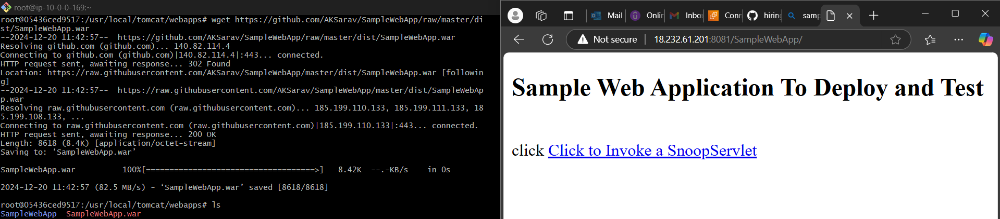 root@ip-10-0-0-169:~
root@05436ced9517:/usr/local/tomcat/webapps# wget https://github.com/AKSarav/SampleWebApp/raw/master/di
st/SampleWebApp.war
--2024-12-20 11:42:57--  https://github.com/AKSarav/SampleWebApp/raw/master/dist/SampleWebApp.war
Resolving github.com (github.com)... 140.82.114.4
Connecting to github.com (github.com)|140.82.114.4|:443... connected.
HTTP request sent, awaiting response... 302 Found
Location: https://raw.githubusercontent.com/AKSarav/SampleWebApp/master/dist/SampleWebApp.war [followin
g]
--2024-12-20 11:42:57--  https://raw.githubusercontent.com/AKSarav/SampleWebApp/master/dist/SampleWebAp
p.war
Resolving raw.githubusercontent.com (raw.githubusercontent.com)... 185.199.110.133, 185.199.111.133, 18
5.199.108.133, ...
Connecting to raw.githubusercontent.com (raw.githubusercontent.com)|185.199.110.133|:443... connected.
HTTP request sent, awaiting response... 200 OK
Length: 8618 (8.4K) [application/octet-stream]
Saving to: ‘SampleWebApp.war’
SampleWebApp.war          100%[====================================>]   8.42K  --.-KB/s    in 0s
2024-12-20 11:42:57 (82.5 MB/s) - ‘SampleWebApp.war’ saved [8618/8618]
root@05436ced9517:/usr/local/tomcat/webapps# ls
SampleWebApp  SampleWebApp.war
Mail Onlin Inbo Conn hiring samp
Not secure 18.232.61.201:8081/SampleWebApp/
Sample Web Application To Deploy and Test
click Click to Invoke a SnoopServlet